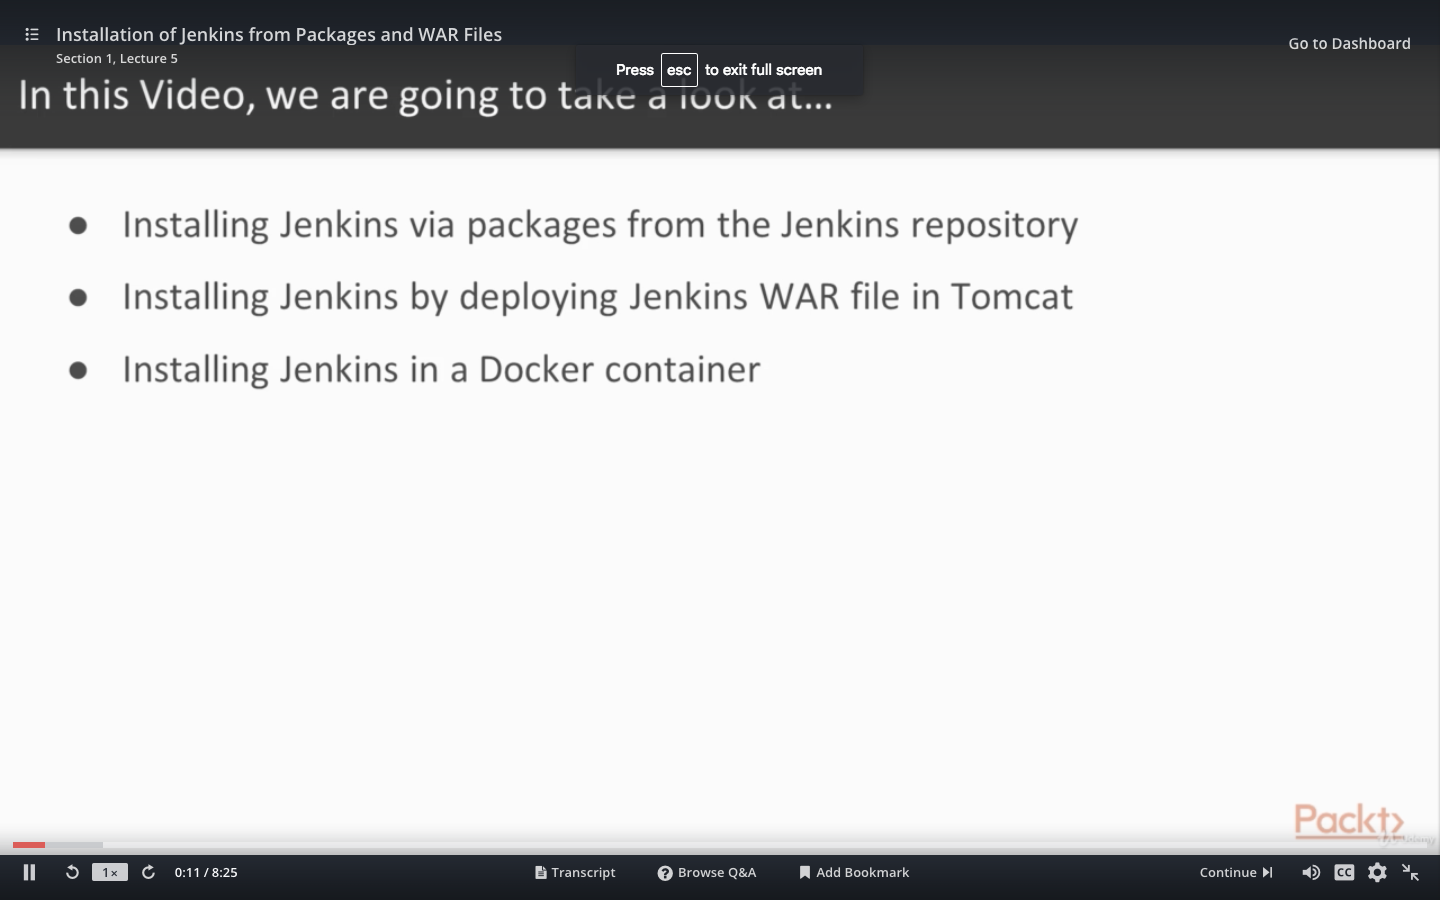 Installation of Jenkins from Packages and WAR Files
Go to Dashboard
Section 1, Lecture 5
Press esc to exit full screen
In this Video, we are going to take a look at...
● Installing Jenkins via packages from the Jenkins repository
● Installing Jenkins by deploying Jenkins WAR file in Tomcat
● Installing Jenkins in a Docker container
Packt>
1x
0:11 / 8:25
Transcript
Browse Q&A
Add Bookmark
Continue
CC